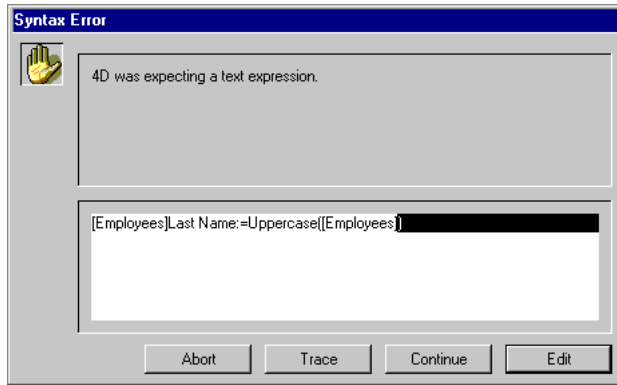 Syntax Error
4D was expecting a text expression.
[Employees]Last Name:=Uppercase([Employees])
Abort
Trace
Continue
Edit